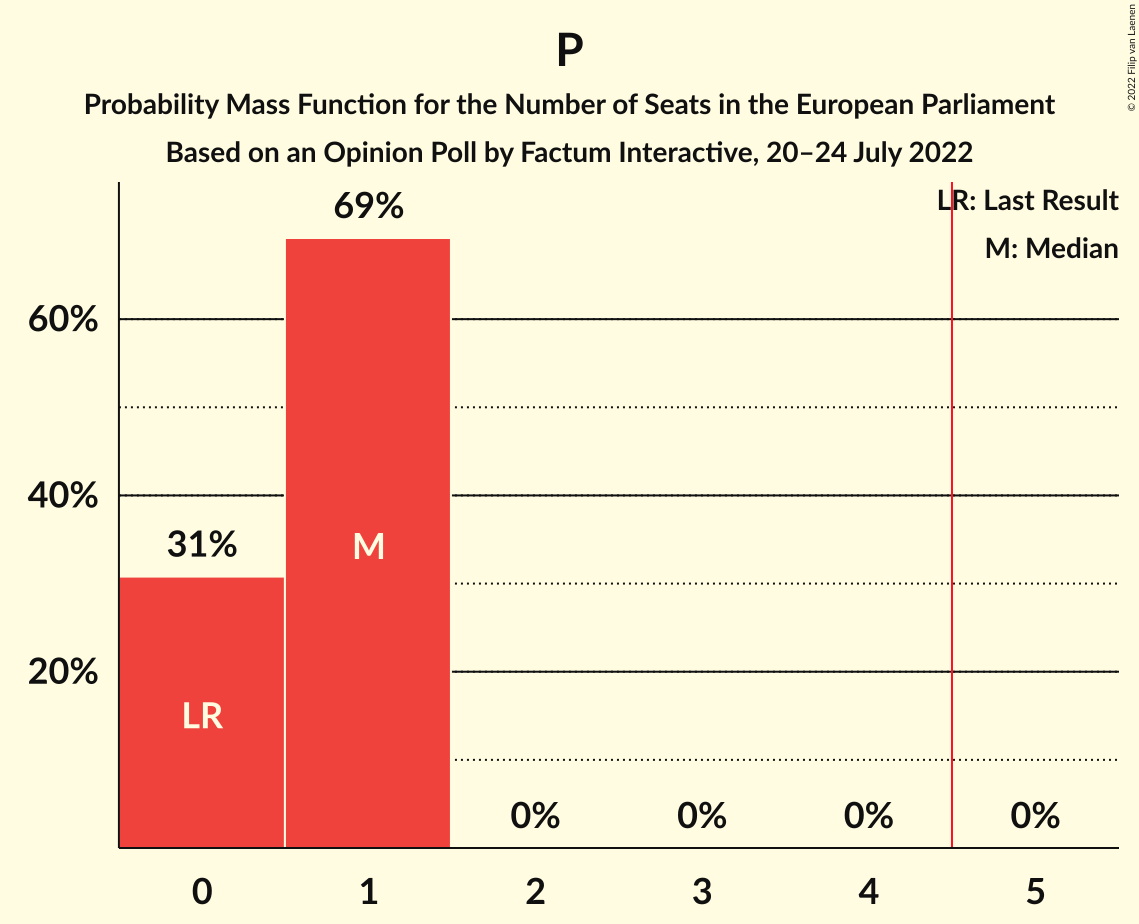 P
Probability Mass Function for the Number of Seats in the European Parliament
Based on an Opinion Poll by Factum Interactive, 20–24 July 2022
© 2022 Filip van Laenen
LR: Last Result
M: Median
69%
60%
40%
31%
M
20%
LR
0% 0% 0% 0%
0 1 2 3 4 5